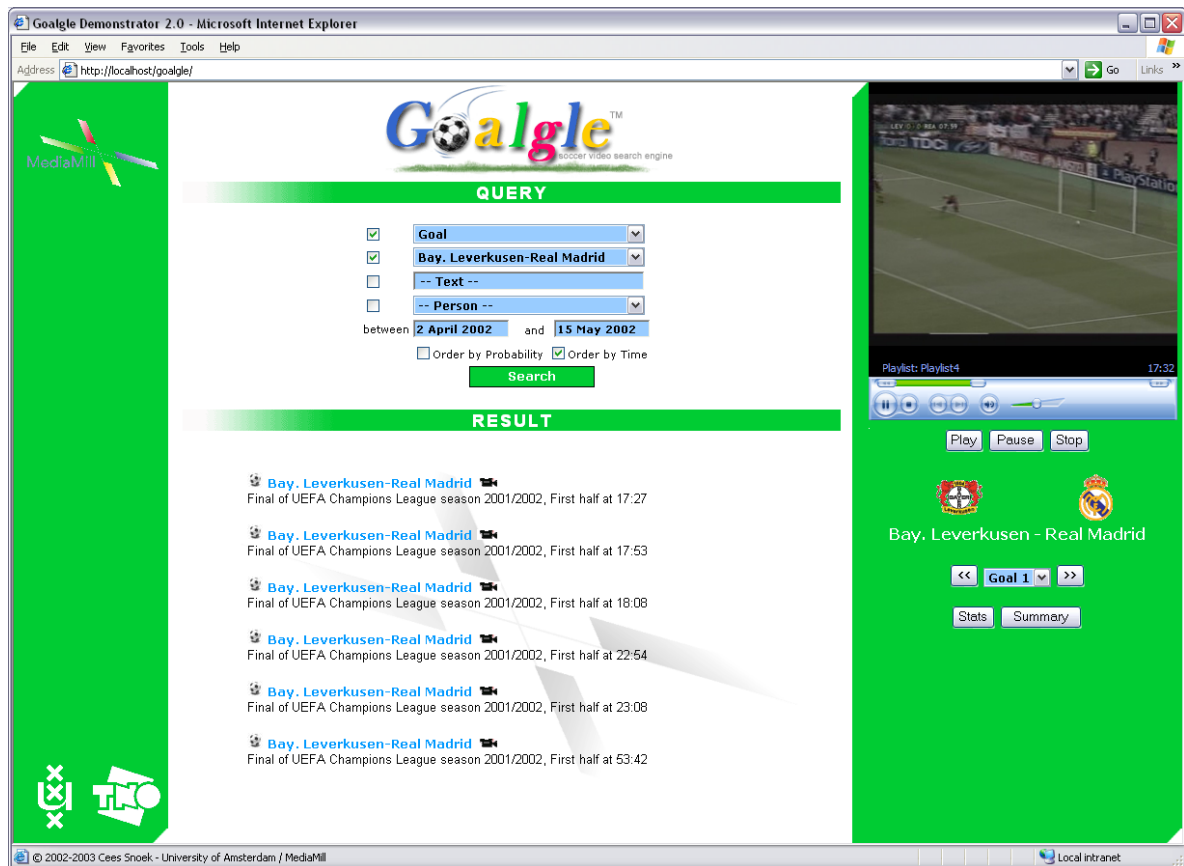 Goalgle Demonstrator 2.0 - Microsoft Internet Explorer
File Edit View Favorites Tools Help
Address http://localhost/goalgle/ Go Links »
MediaMill
Goalgle™
soccer video search engine
QUERY
Goal
Bay. Leverkusen-Real Madrid
-- Text --
-- Person --
between 2 April 2002 and 15 May 2002
Order by Probability Order by Time
Search
RESULT
Bay. Leverkusen-Real Madrid
Final of UEFA Champions League season 2001/2002, First half at 17:27
Bay. Leverkusen-Real Madrid
Final of UEFA Champions League season 2001/2002, First half at 17:53
Bay. Leverkusen-Real Madrid
Final of UEFA Champions League season 2001/2002, First half at 18:08
Bay. Leverkusen-Real Madrid
Final of UEFA Champions League season 2001/2002, First half at 22:54
Bay. Leverkusen-Real Madrid
Final of UEFA Champions League season 2001/2002, First half at 23:08
Bay. Leverkusen-Real Madrid
Final of UEFA Champions League season 2001/2002, First half at 53:42
TNO
LEV 0 - 0 REA 07:59
TDCi
PlayStation
Playlist: Playlist4 17:32
Play Pause Stop
Bay. Leverkusen - Real Madrid
<< Goal 1 >>
Stats Summary
© 2002-2003 Cees Snoek - University of Amsterdam / MediaMill
Local intranet